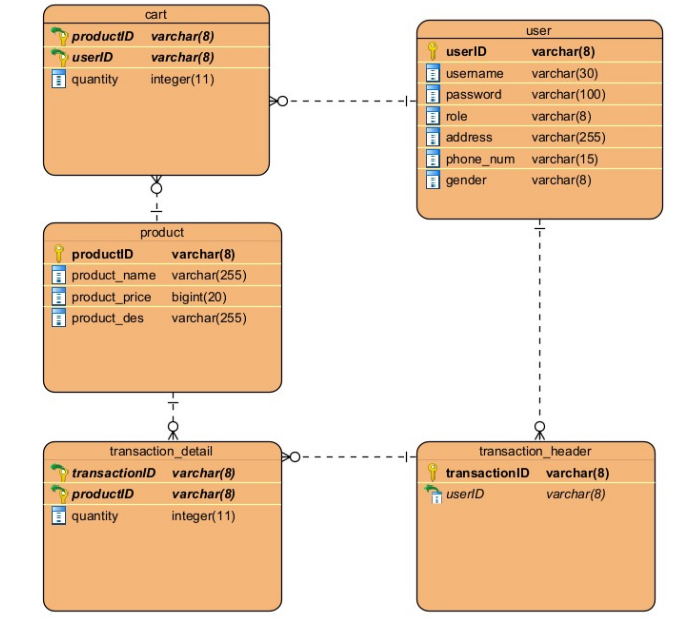 cart
productID varchar(8)
userID varchar(8)
quantity integer(11)
user
userID varchar(8)
username varchar(30)
password varchar(100)
role varchar(8)
address varchar(255)
phone_num varchar(15)
gender varchar(8)
product
productID varchar(8)
product_name varchar(255)
product_price bigint(20)
product_des varchar(255)
transaction_detail
transactionID varchar(8)
productID varchar(8)
quantity integer(11)
transaction_header
transactionID varchar(8)
userID varchar(8)